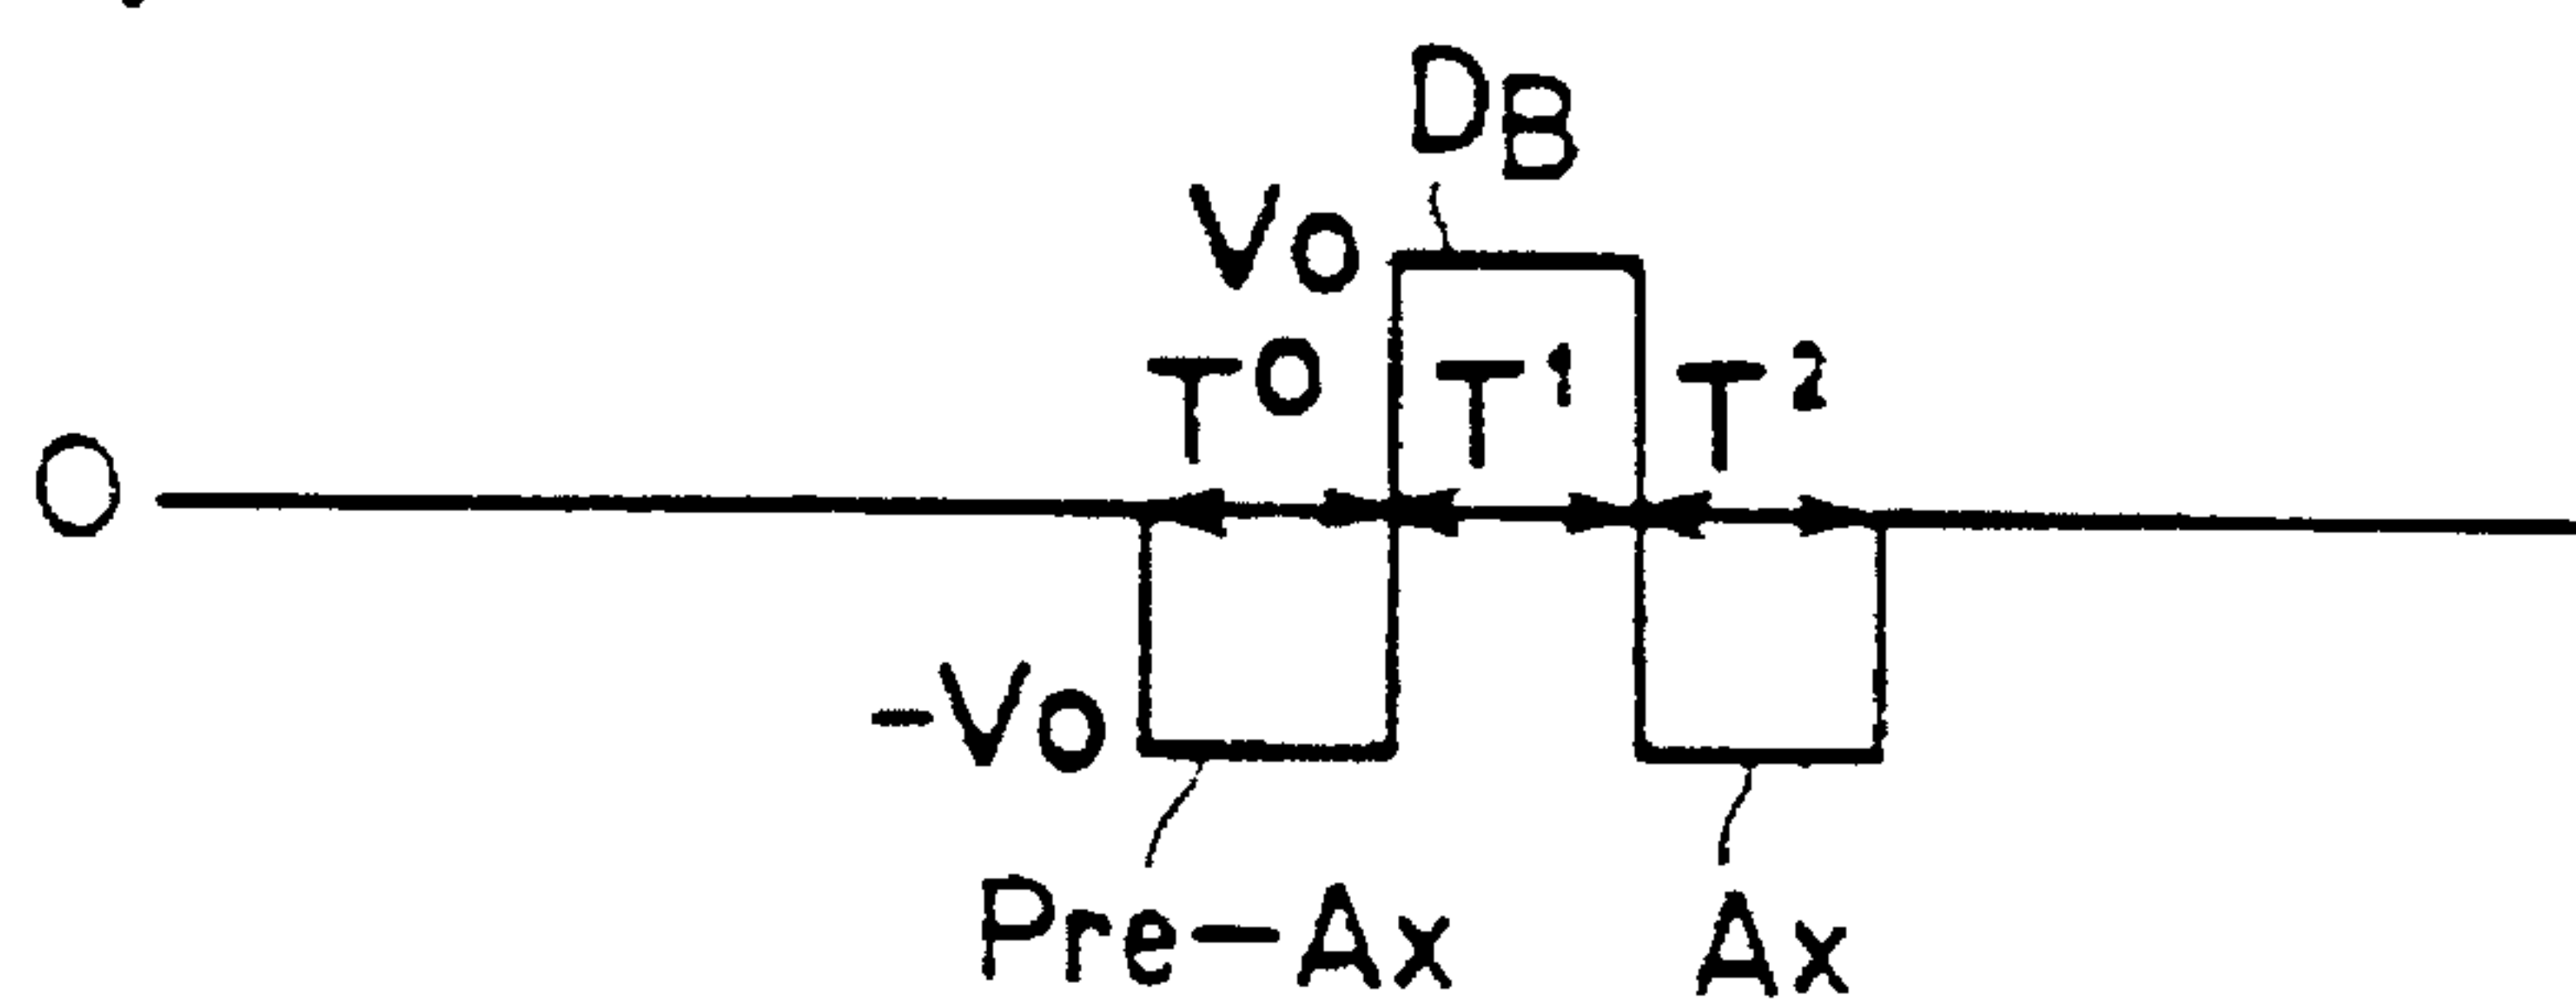 DB
Vo
T⁰ T¹ T²
O
-Vo
Pre-Ax Ax